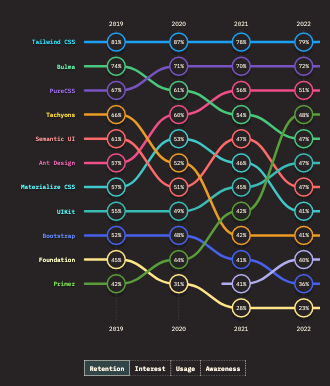 2019 2020 2021 2022
Tailwind CSS 81% 87% 78% 79%
Bulma 74% 71% 70% 72%
PureCSS 67% 61% 56% 51%
Tachyons 66% 60% 54% 48%
Semantic UI 61% 53% 47% 47%
Ant Design 57% 52% 46% 47%
Materialize CSS 57% 51% 45% 47%
UIKit 55% 49% 42% 41%
Bootstrap 52% 48% 42% 41%
Foundation 45% 44% 41% 40%
Primer 42% 31% 41% 36%
28% 23%
2019 2020 2021 2022
Retention Interest Usage Awareness